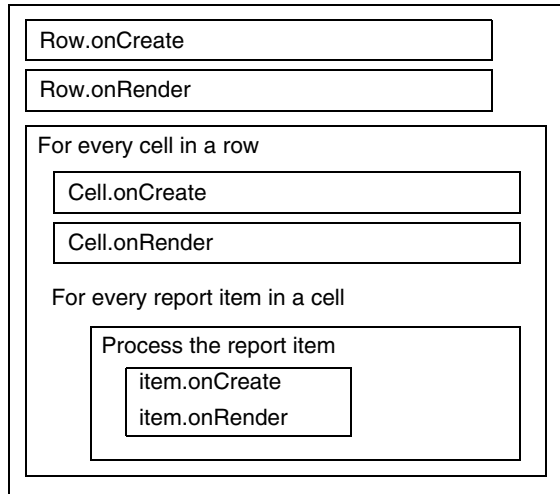 Row.onCreate
Row.onRender
For every cell in a row
Cell.onCreate
Cell.onRender
For every report item in a cell
Process the report item
item.onCreate
item.onRender